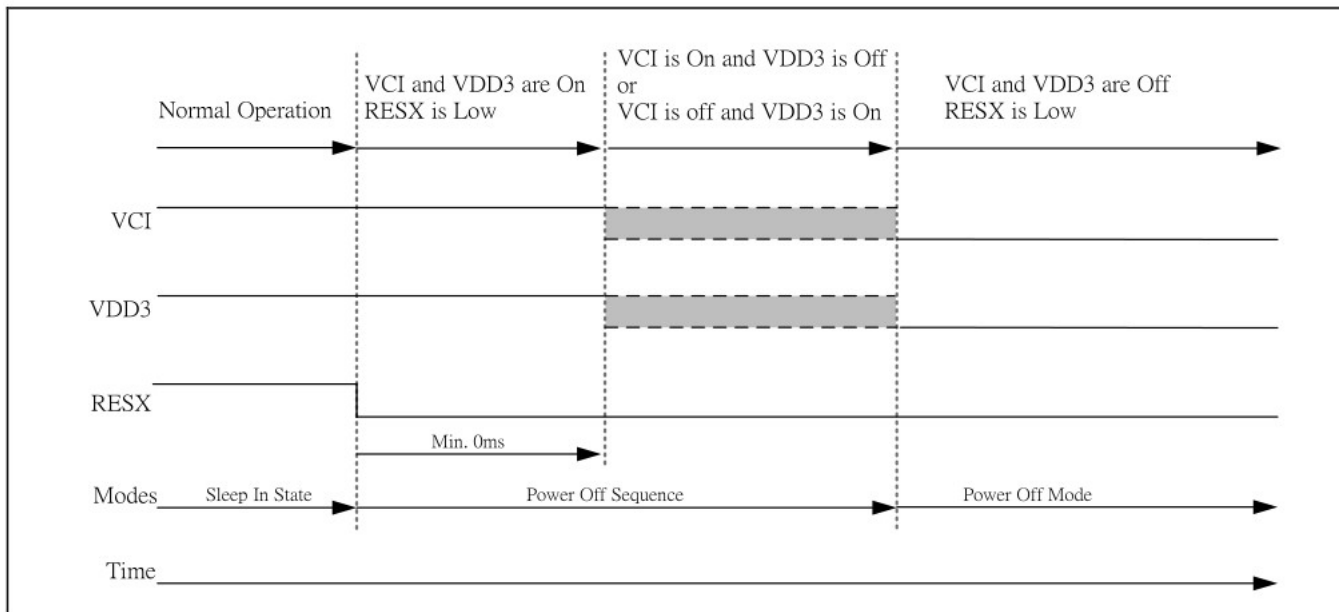 Normal Operation
VCI and VDD3 are On
RESX is Low
VCI is On and VDD3 is Off
or
VCI is off and VDD3 is On
VCI and VDD3 are Off
RESX is Low
VCI
VDD3
RESX
Min. 0ms
Modes
Sleep In State
Power Off Sequence
Power Off Mode
Time